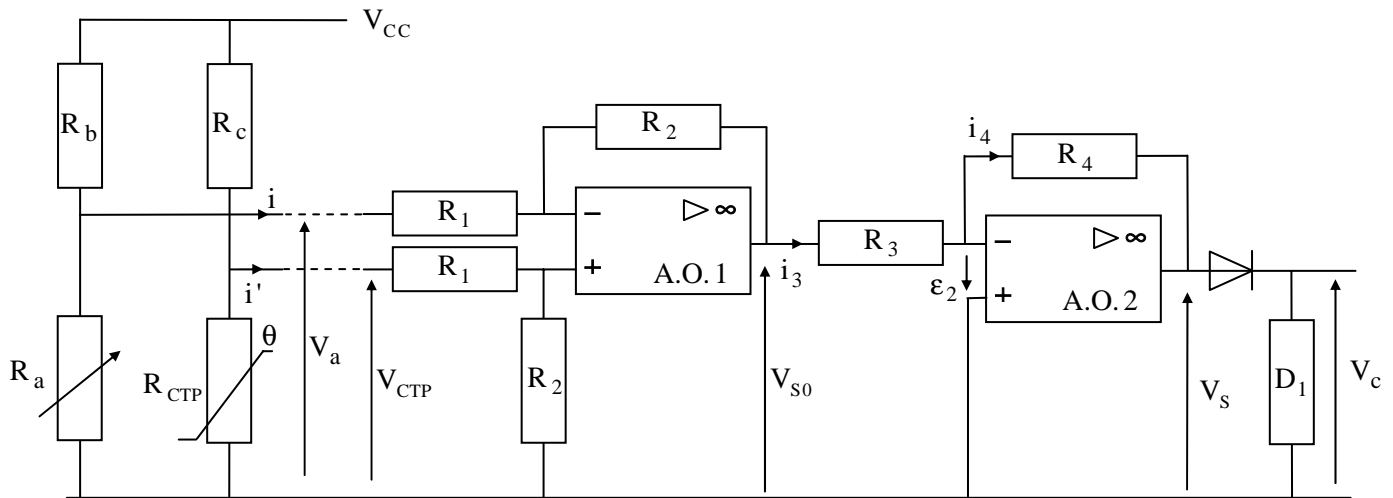 V_CC
R_b
R_c
R_2
i_4
R_4
i
R_1
−
▷ ∞
R_3
−
▷ ∞
i'
R_1
+
A.O.1
i_3
ε_2
+
A.O.2
θ
R_a
R_CTP
V_a
V_CTP
R_2
V_S0
V_S
D_1
V_c